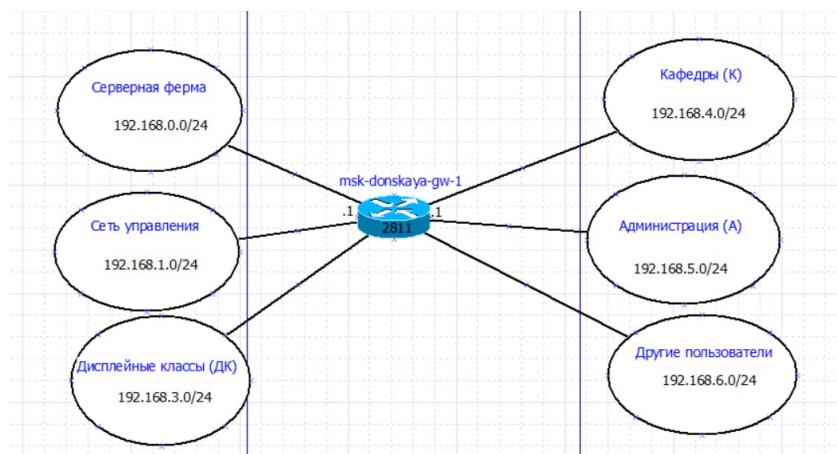 Серверная ферма
192.168.0.0/24
Кафедры (К)
192.168.4.0/24
msk-donskaya-gw-1
.1
.1
2811
Сеть управления
192.168.1.0/24
Администрация (А)
192.168.5.0/24
Дисплейные классы (ДК)
192.168.3.0/24
Другие пользователи
192.168.6.0/24